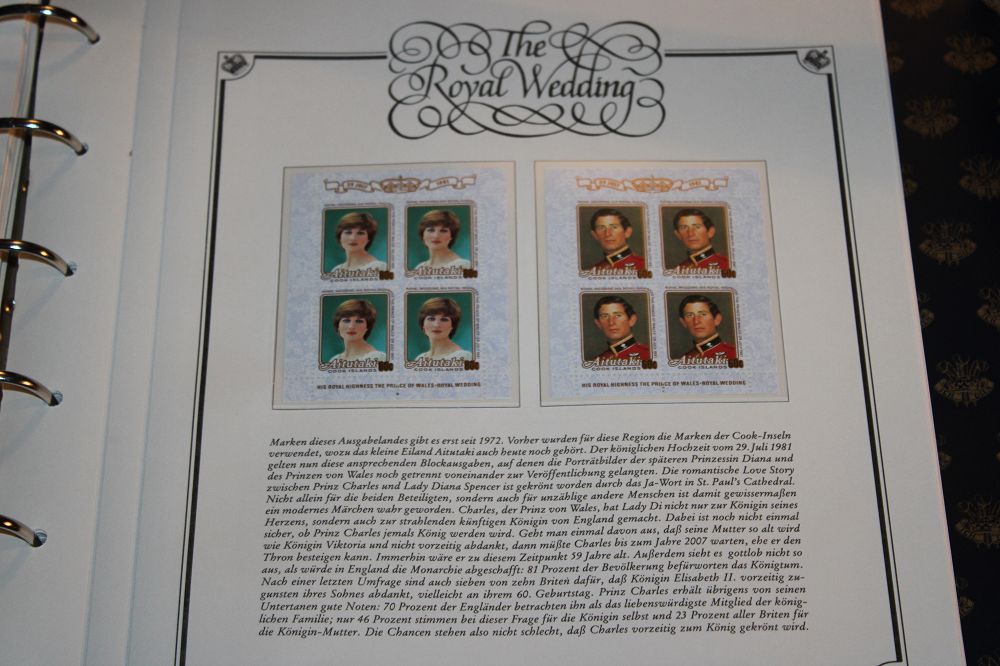 The
Royal Wedding
29 JULY 1981
29 JULY 1981
Aitutaki 60c
COOK ISLANDS
Aitutaki 60c
COOK ISLANDS
Aitutaki 60c
COOK ISLANDS
Aitutaki 60c
COOK ISLANDS
HIS ROYAL HIGHNESS THE PRINCE OF WALES-ROYAL WEDDING
Aitutaki
COOK ISLANDS
Aitutaki
COOK ISLANDS
Aitutaki
COOK ISLANDS
Aitutaki
COOK ISLANDS
HIS ROYAL HIGHNESS THE PRINCE OF WALES-ROYAL WEDDING
Marken dieses Ausgabelandes gibt es erst seit 1972. Vorher wurden für diese Region die Marken der Cook-Inseln
verwendet, wozu das kleine Eiland Aitutaki auch heute noch gehört. Der königlichen Hochzeit vom 29. Juli 1981
gelten nun diese ansprechenden Blockausgaben, auf denen die Porträtbilder der späteren Prinzessin Diana und
des Prinzen von Wales noch getrennt voneinander zur Veröffentlichung gelangten. Die romantische Love Story
zwischen Prinz Charles und Lady Diana Spencer ist gekrönt worden durch das Ja-Wort in St. Paul's Cathedral.
Nicht allein für die beiden Beteiligten, sondern auch für unzählige andere Menschen ist damit gewissermaßen
ein modernes Märchen wahr geworden. Charles, der Prinz von Wales, hat Lady Di nicht nur zur Königin seines
Herzens, sondern auch zur strahlenden künftigen Königin von England gemacht. Dabei ist noch nicht einmal
sicher, ob Prinz Charles jemals König werden wird. Geht man einmal davon aus, daß seine Mutter so alt wird
wie Königin Viktoria und nicht vorzeitig abdankt, dann müßte Charles bis zum Jahre 2007 warten, ehe er den
Thron besteigen kann. Immerhin wäre er zu diesem Zeitpunkt 59 Jahre alt. Außerdem sieht es gottlob nicht so
aus, als würde in England die Monarchie abgeschafft: 81 Prozent der Bevölkerung befürworten das Königtum.
Nach einer letzten Umfrage sind auch sieben von zehn Briten dafür, daß Königin Elisabeth II. vorzeitig zu-
gunsten ihres Sohnes abdankt, vielleicht an ihrem 60. Geburtstag. Prinz Charles erhält übrigens von seinen
Untertanen gute Noten: 70 Prozent der Engländer betrachten ihn als das liebenswürdigste Mitglied der könig-
lichen Familie; nur 46 Prozent stimmen bei dieser Frage für die Königin selbst und 23 Prozent aller Briten für
die Königin-Mutter. Die Chancen stehen also nicht schlecht, daß Charles vorzeitig zum König gekrönt wird.